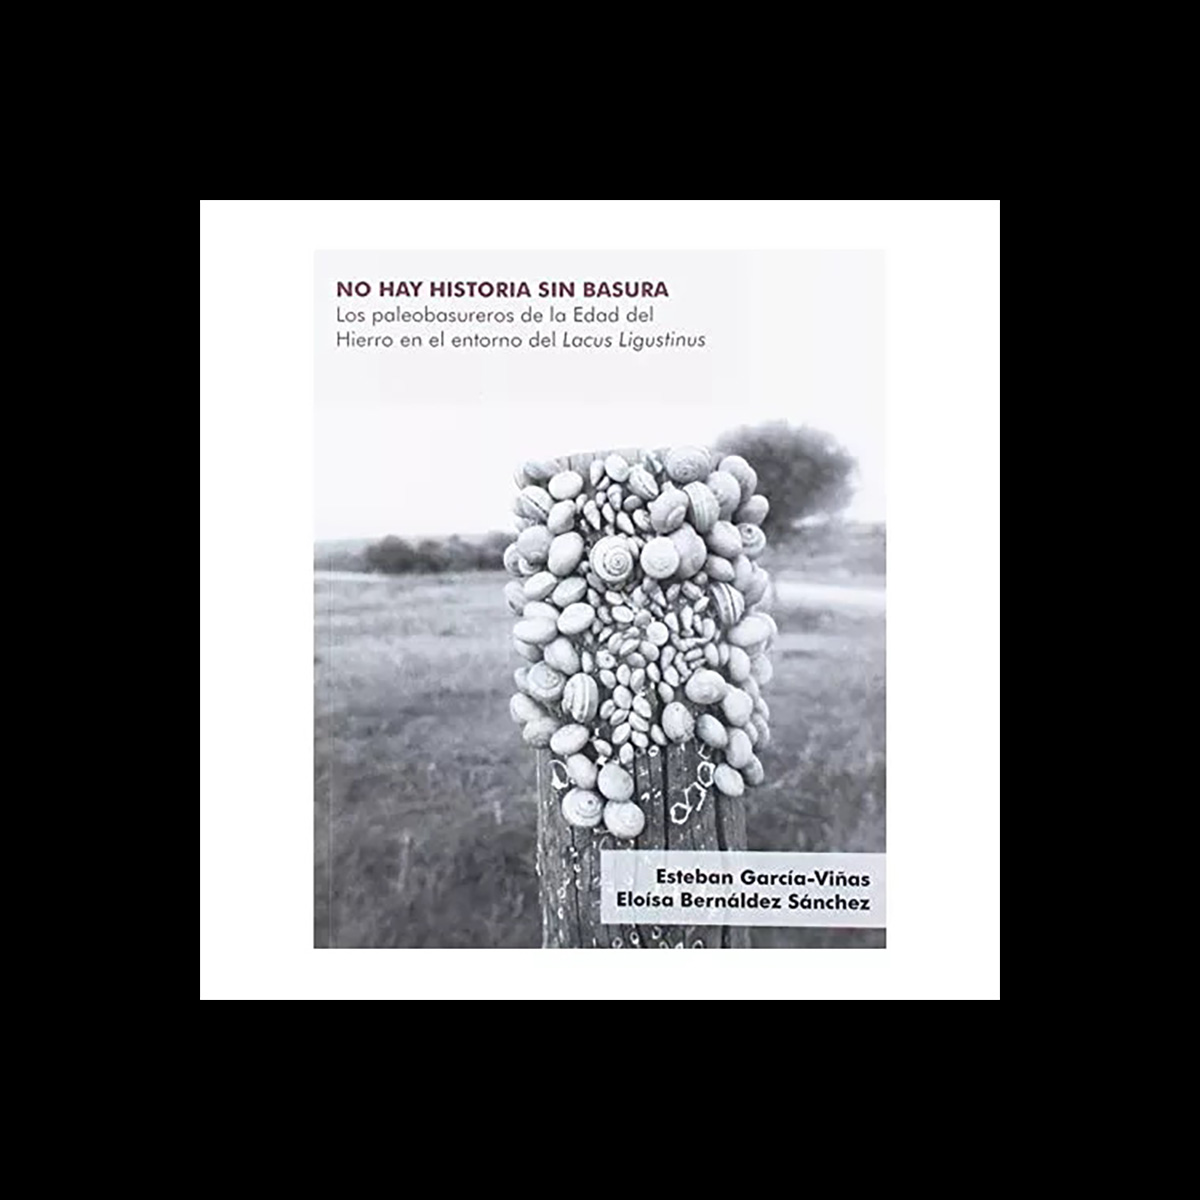 NO HAY HISTORIA SIN BASURA
Los paleobasureros de la Edad del
Hierro en el entorno del Lacus Ligustinus
Esteban García-Viñas
Eloísa Bernáldez Sánchez